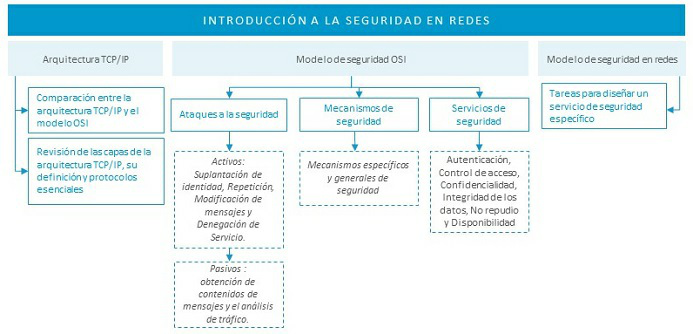 INTRODUCCIÓN A LA SEGURIDAD EN REDES
Arquitectura TCP/IP
Modelo de seguridad OSI
Modelo de seguridad en redes
Comparación entre la
arquitectura TCP/IP y el
modelo OSI
Revisión de las capas de la
arquitectura TCP/IP, su
definición y protocolos
esenciales
Ataques a la seguridad
Activos:
Suplantación de
identidad, Repetición,
Modificación de
mensajes y
Denegación de
Servicio.
Pasivos :
obtención de
contenidos de
mensajes y el análisis
de tráfico.
Mecanismos de
seguridad
Mecanismos específicos
y generales de
seguridad
Servicios de
seguridad
Autenticación,
Control de acceso,
Confidencialidad,
Integridad de los
datos, No repudio
y Disponibilidad
Tareas para diseñar un
servicio de seguridad
específico